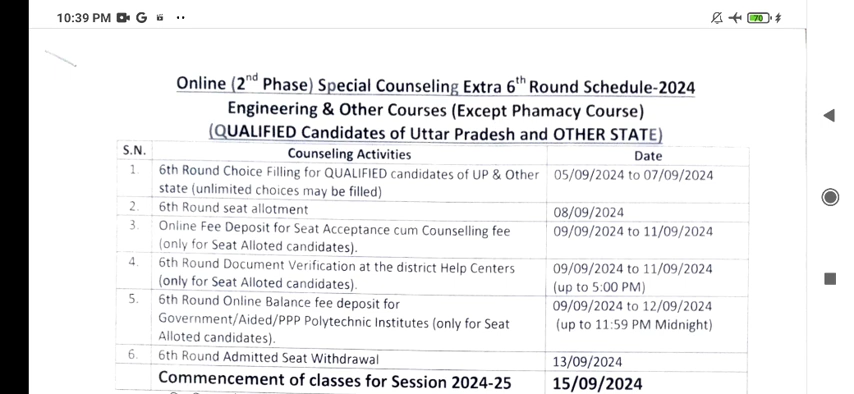 10:39 PM G
70
Online (2nd Phase) Special Counseling Extra 6th Round Schedule-2024
Engineering & Other Courses (Except Phamacy Course)
(QUALIFIED Candidates of Uttar Pradesh and OTHER STATE)
S.N. Counseling Activities Date
1. 6th Round Choice Filling for QUALIFIED candidates of UP & Other 05/09/2024 to 07/09/2024
state (unlimited choices may be filled)
2. 6th Round seat allotment 08/09/2024
3. Online Fee Deposit for Seat Acceptance cum Counselling fee 09/09/2024 to 11/09/2024
(only for Seat Alloted candidates).
4. 6th Round Document Verification at the district Help Centers 09/09/2024 to 11/09/2024
(only for Seat Alloted candidates). (up to 5:00 PM)
5. 6th Round Online Balance fee deposit for 09/09/2024 to 12/09/2024
Government/Aided/PPP Polytechnic Institutes (only for Seat (up to 11:59 PM Midnight)
Alloted candidates).
6. 6th Round Admitted Seat Withdrawal 13/09/2024
Commencement of classes for Session 2024-25 15/09/2024